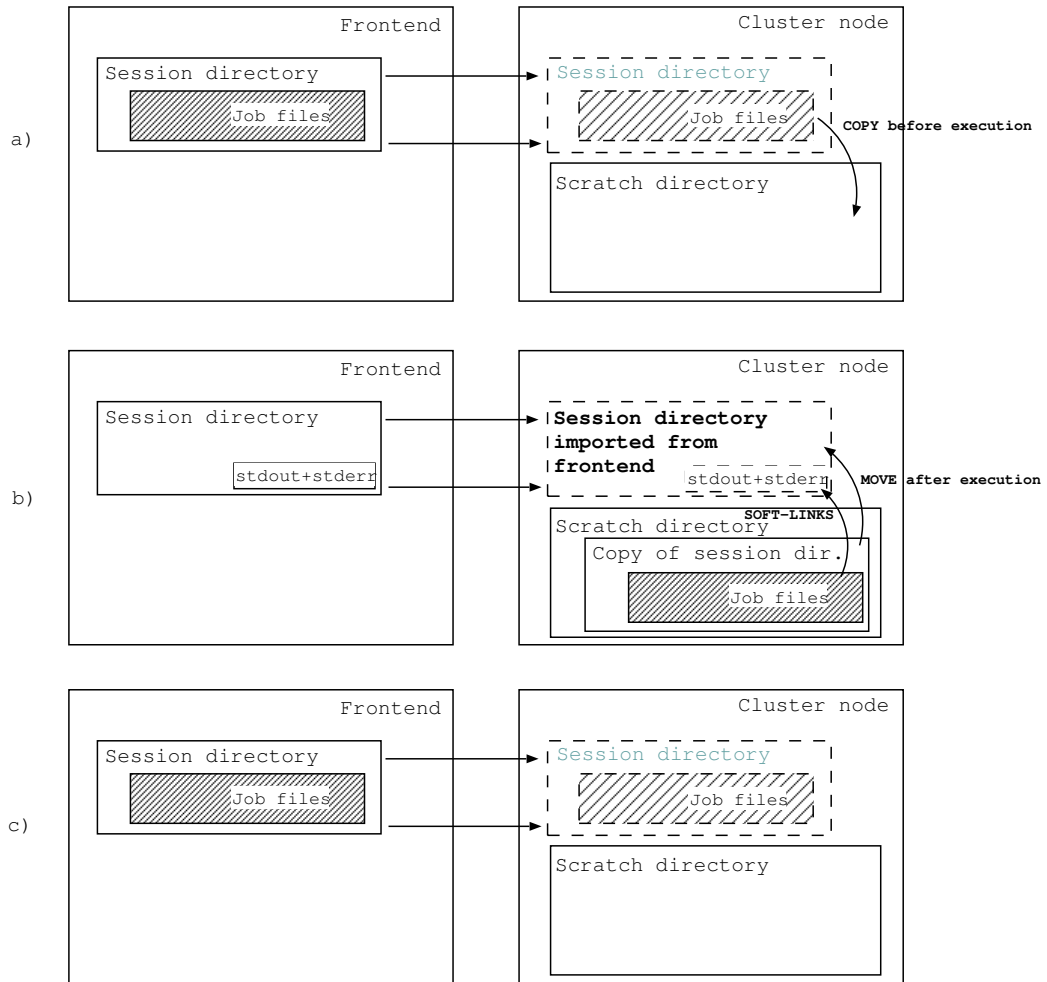 Frontend
Cluster node
Session directory
Session directory
Job files
Job files
COPY before execution
a)
Scratch directory
Frontend
Cluster node
Session directory
Session directory
imported from
frontend
stdout+stderr
stdout+stderr
MOVE after execution
b)
SOFT-LINKS
Scratch directory
Copy of session dir.
Job files
Frontend
Cluster node
Session directory
Session directory
Job files
Job files
c)
Scratch directory